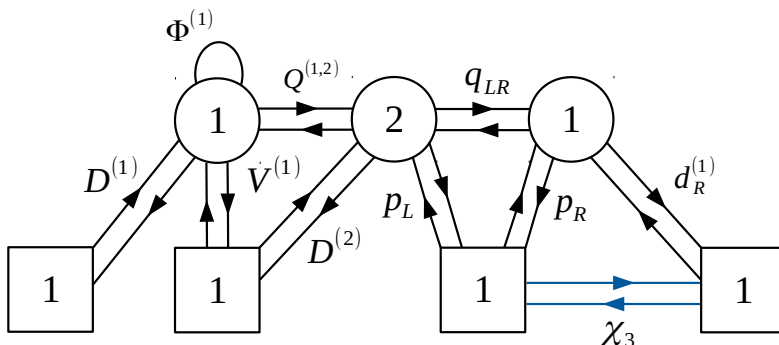 Φ^(1)
Q^(1,2)
q_LR
1
2
1
D^(1)
V^(1)
D^(2)
p_L
p_R
d_R^(1)
1
1
1
1
χ_3